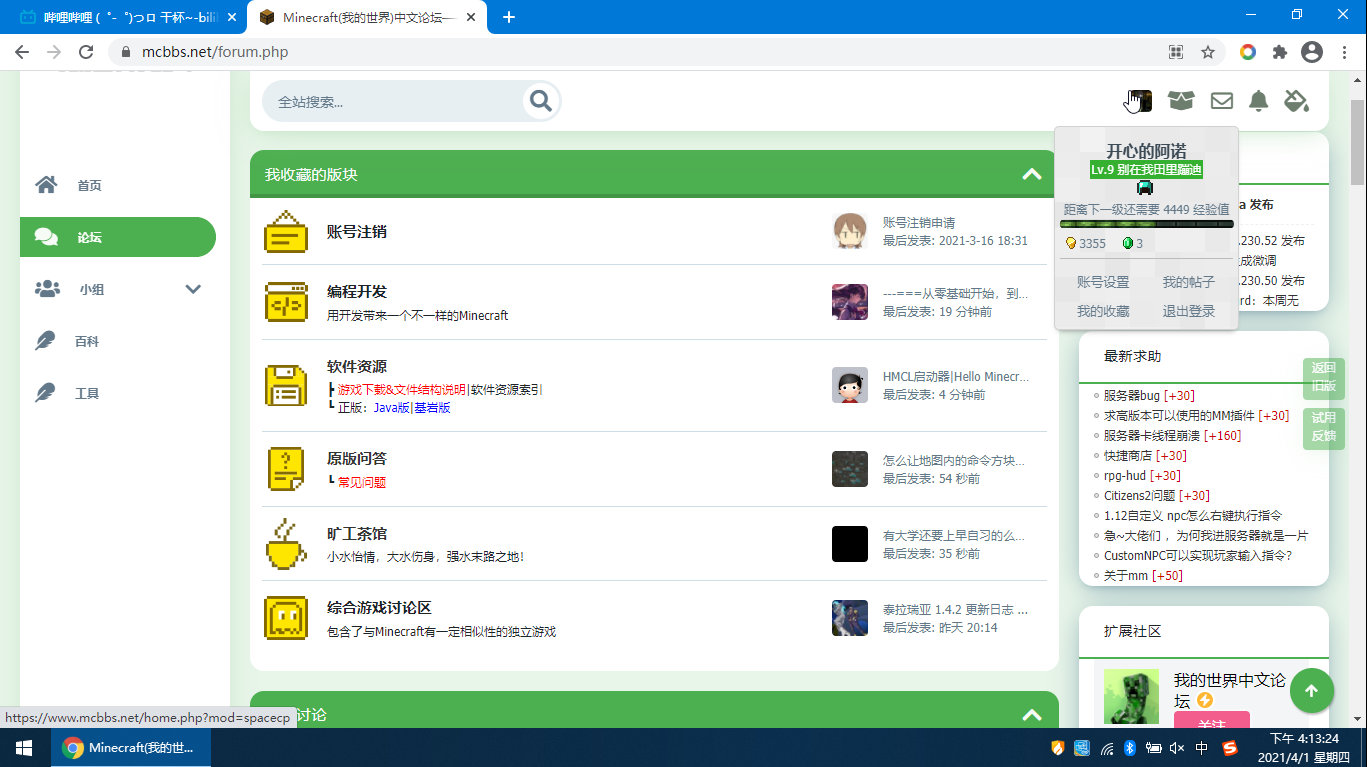 哔哩哔哩 (゜-゜)つロ 干杯~-bili
Minecraft(我的世界)中文论坛—
mcbbs.net/forum.php
全站搜索...
首页
论坛
小组
百科
工具
我收藏的版块
账号注销
账号注销申请
最后发表: 2021-3-16 18:31
编程开发
用开发带来一个不一样的Minecraft
---===从零基础开始，到...
最后发表: 19 分钟前
软件资源
┣ 游戏下载&文件结构说明|软件资源索引
┗ 正版：Java版|基岩版
HMCL启动器|Hello Minecr...
最后发表: 4 分钟前
原版问答
┗ 常见问题
怎么让地图内的命令方块...
最后发表: 54 秒前
旷工茶馆
小水怡情，大水伤身，强水末路之地!
有大学还要上早自习的么...
最后发表: 35 秒前
综合游戏讨论区
包含了与Minecraft有一定相似性的独立游戏
泰拉瑞亚 1.4.2 更新日志 ...
最后发表: 昨天 20:14
讨论
开心的阿诺
Lv.9 别在我田里蹦迪
距离下一级还需要 4449 经验值
3355 3
账号设置 我的帖子
我的收藏 退出登录
a 发布
.230.52 发布
成微调
.230.50 发布
rd：本周无
最新求助
服务器bug [+30]
求高版本可以使用的MM插件 [+30]
服务器卡线程崩溃 [+160]
快捷商店 [+30]
rpg-hud [+30]
Citizens2问题 [+30]
1.12自定义 npc怎么右键执行指令
急~大佬们 ，为何我进服务器就是一片
CustomNPC可以实现玩家输入指令?
关于mm [+50]
返回
旧版
试用
反馈
扩展社区
我的世界中文论
坛
关注
https://www.mcbbs.net/home.php?mod=spacecp
Minecraft(我的世...
中
下午 4:13:24
2021/4/1 星期四